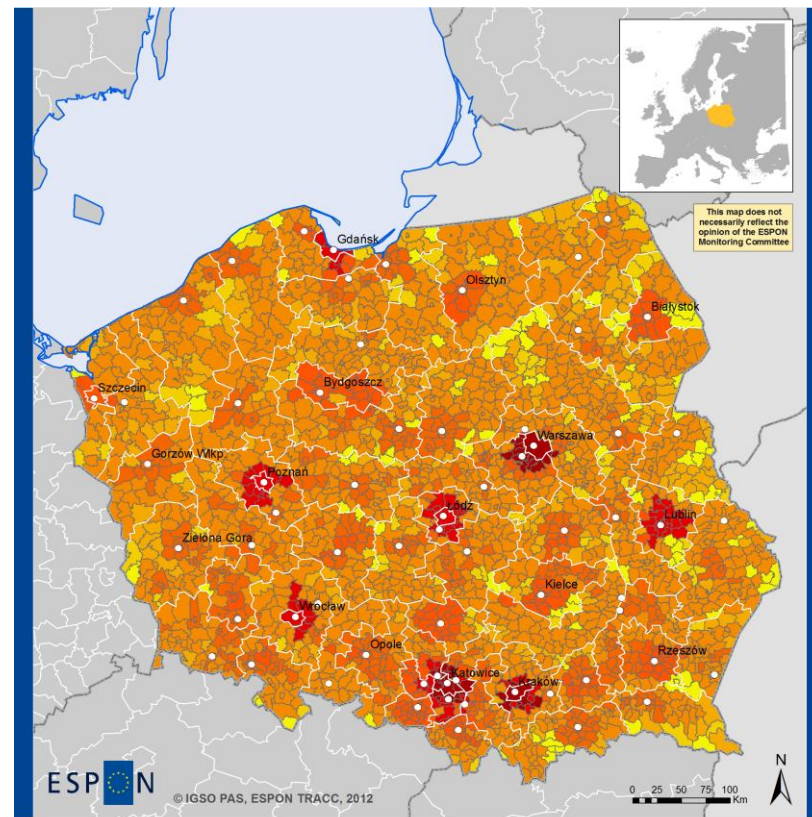 This map does not
necessarily reflect the
opinion of the ESPON
Monitoring Committee
Gdańsk
Olsztyn
Białystok
Szczecin
Bydgoszcz
Gorzów Wlkp.
Warszawa
Poznań
Łódź
Lublin
Zielona Góra
Wrocław
Kielce
Opole
Katowice
Kraków
Rzeszów
ESPON
© IGSO PAS, ESPON TRACC, 2012
N
0 25 50 75 100
Km